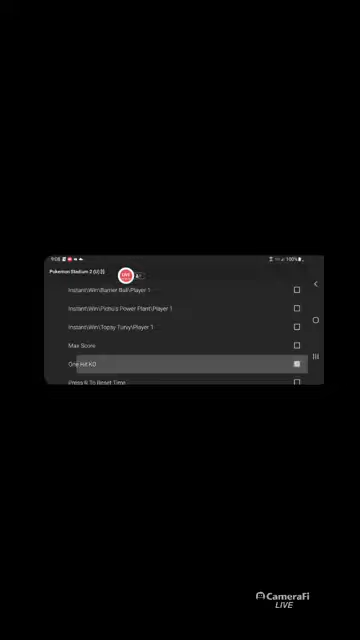 100%
Pokemon Stadium 2 (U) [!]
Instant\Win\Barrier Ball\Player 1
Instant\Win\Pichu's Power Plant\Player 1
Instant\Win\Topsy Turvy\Player 1
Max Score
One Hit KO
Press R To Reset Time
CameraFi
LIVE